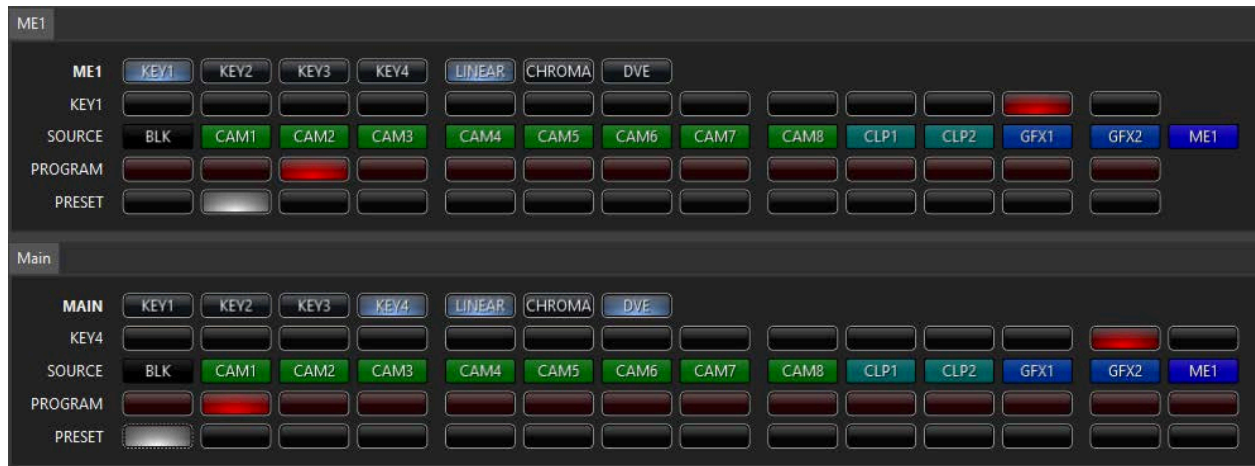 ME1
ME1 KEY1 KEY2 KEY3 KEY4 LINEAR CHROMA DVE
KEY1
SOURCE BLK CAM1 CAM2 CAM3 CAM4 CAM5 CAM6 CAM7 CAM8 CLP1 CLP2 GFX1 GFX2 ME1
PROGRAM
PRESET
Main
MAIN KEY1 KEY2 KEY3 KEY4 LINEAR CHROMA DVE
KEY4
SOURCE BLK CAM1 CAM2 CAM3 CAM4 CAM5 CAM6 CAM7 CAM8 CLP1 CLP2 GFX1 GFX2 ME1
PROGRAM
PRESET